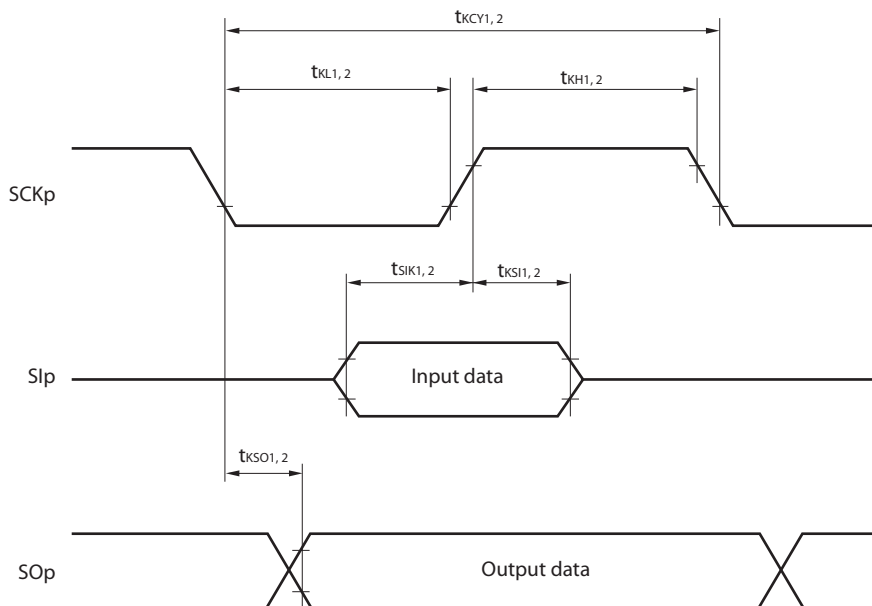 tKCY1, 2
tKL1, 2
tKH1, 2
SCKp
tSIK1, 2
tKSI1, 2
SIp
Input data
tKSO1, 2
SOp
Output data